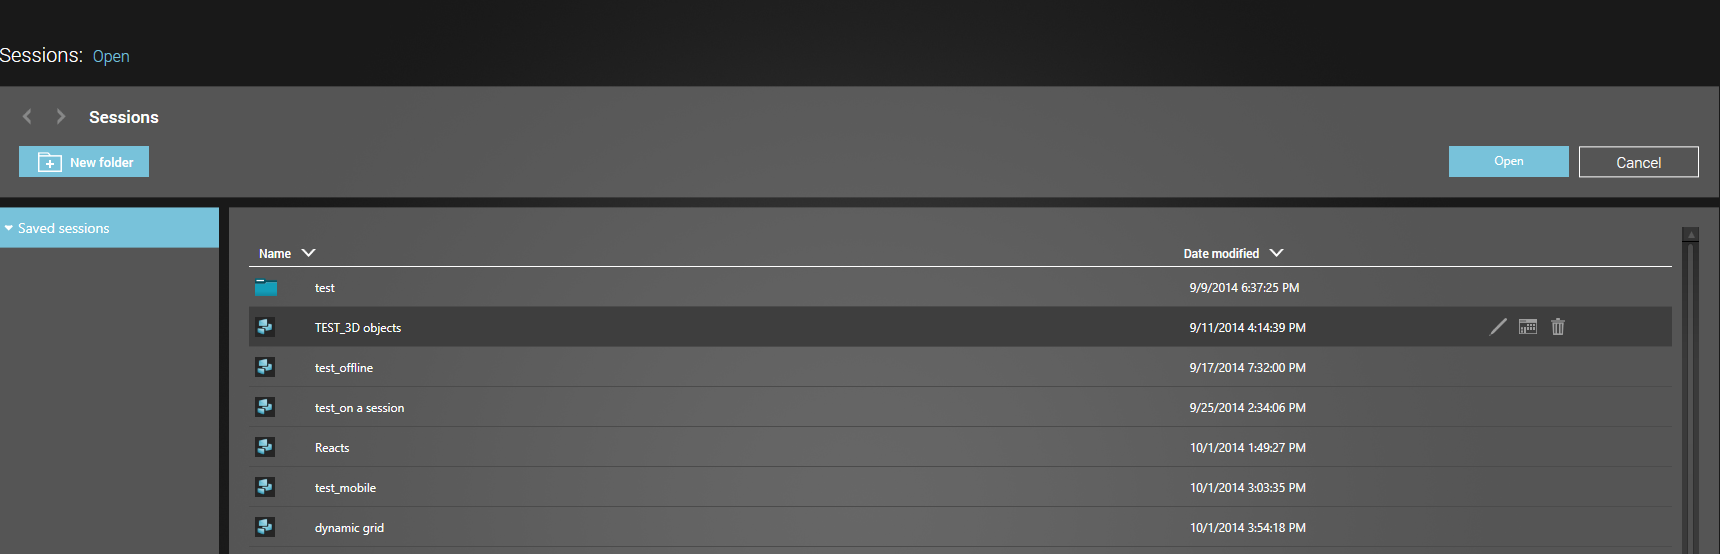 Sessions: Open
Sessions
New folder
Open Cancel
Saved sessions
Name Date modified
test 9/9/2014 6:37:25 PM
TEST_3D objects 9/11/2014 4:14:39 PM
test_offline 9/17/2014 7:32:00 PM
test_on a session 9/25/2014 2:34:06 PM
Reacts 10/1/2014 1:49:27 PM
test_mobile 10/1/2014 3:03:35 PM
dynamic grid 10/1/2014 3:54:18 PM